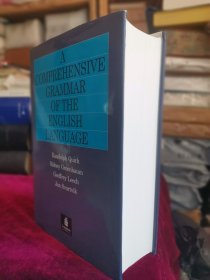 A
COMPREHENSIVE
GRAMMAR
OF THE
ENGLISH
LANGUAGE
Randolph Quirk
Sidney Greenbaum
Geoffrey Leech
Jan Svartvik